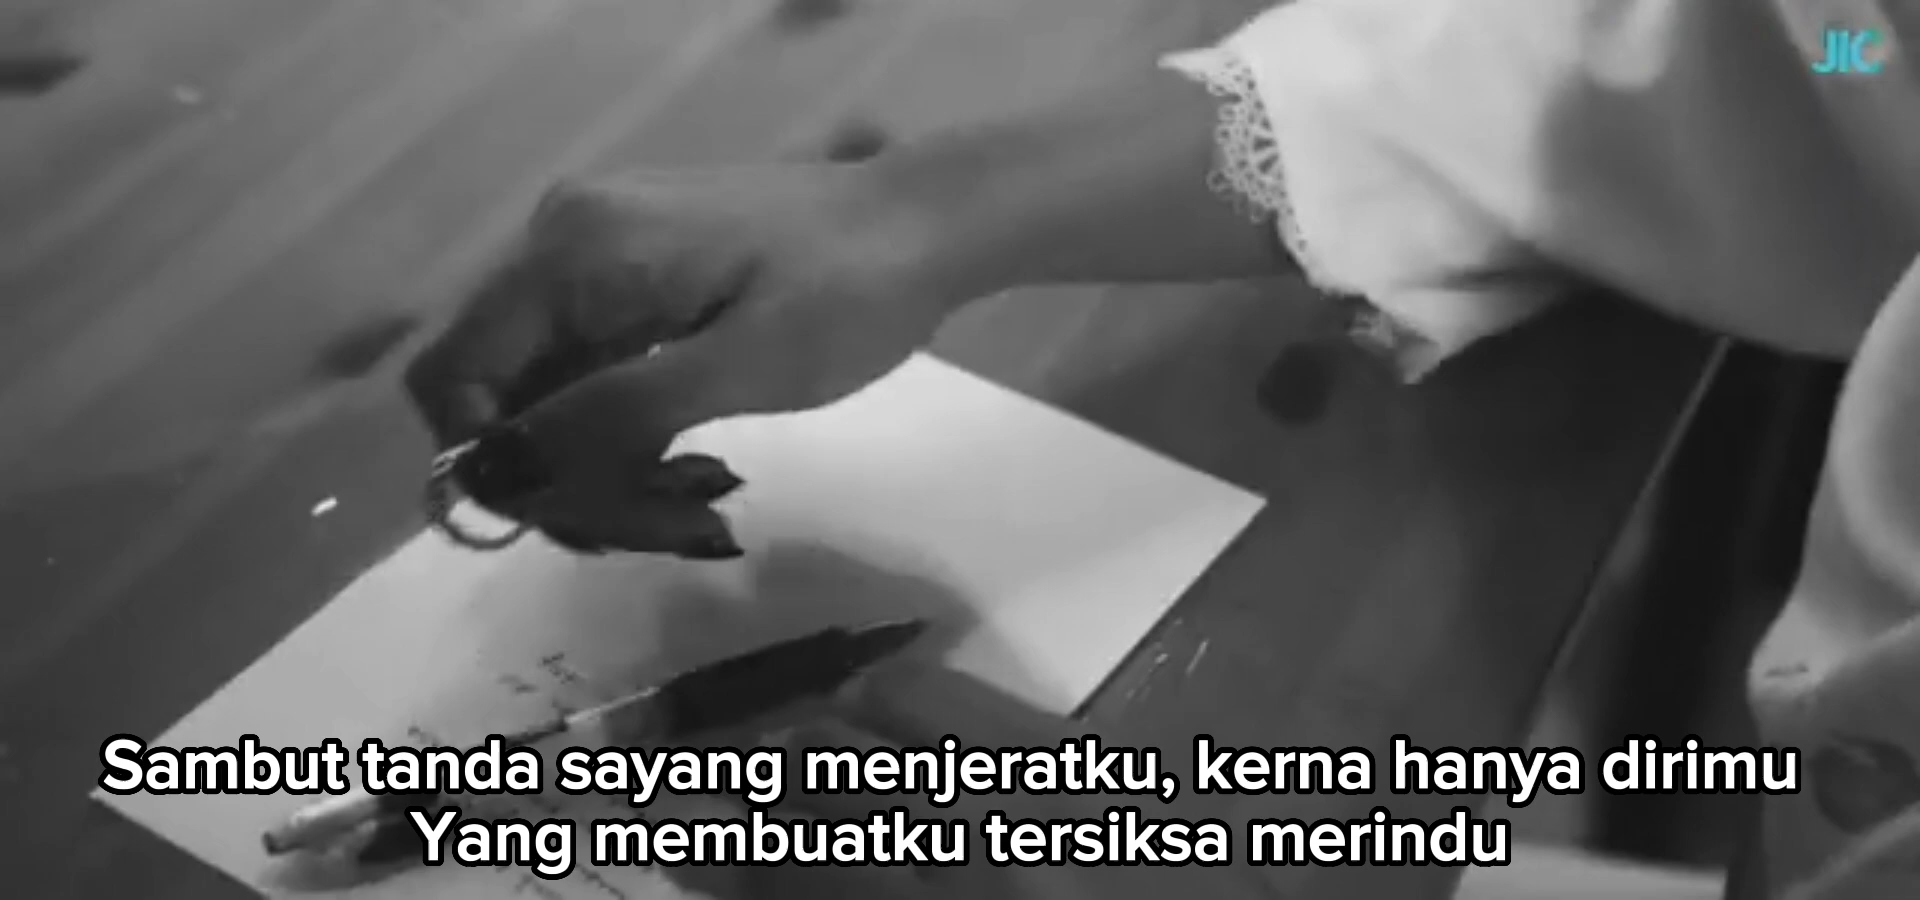 JIC
Sambut tanda sayang menjeratku, kerna hanya dirimu
Yang membuatku tersiksa merindu